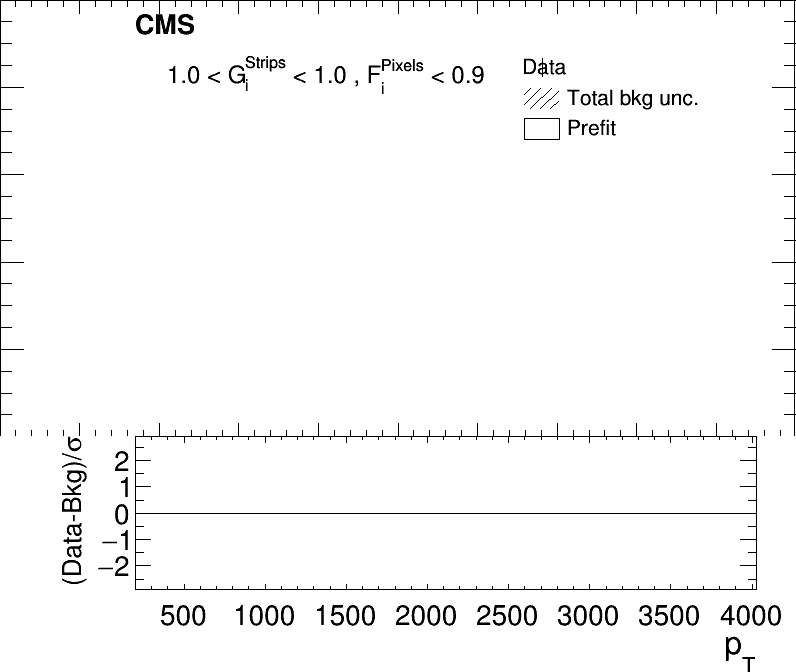 CMS
1.0 < G_i^Strips < 1.0 , F_i^Pixels < 0.9
Data
Total bkg unc.
Prefit
(Data-Bkg)/σ
2
1
0
−1
−2
500 1000 1500 2000 2500 3000 3500 4000
p_T